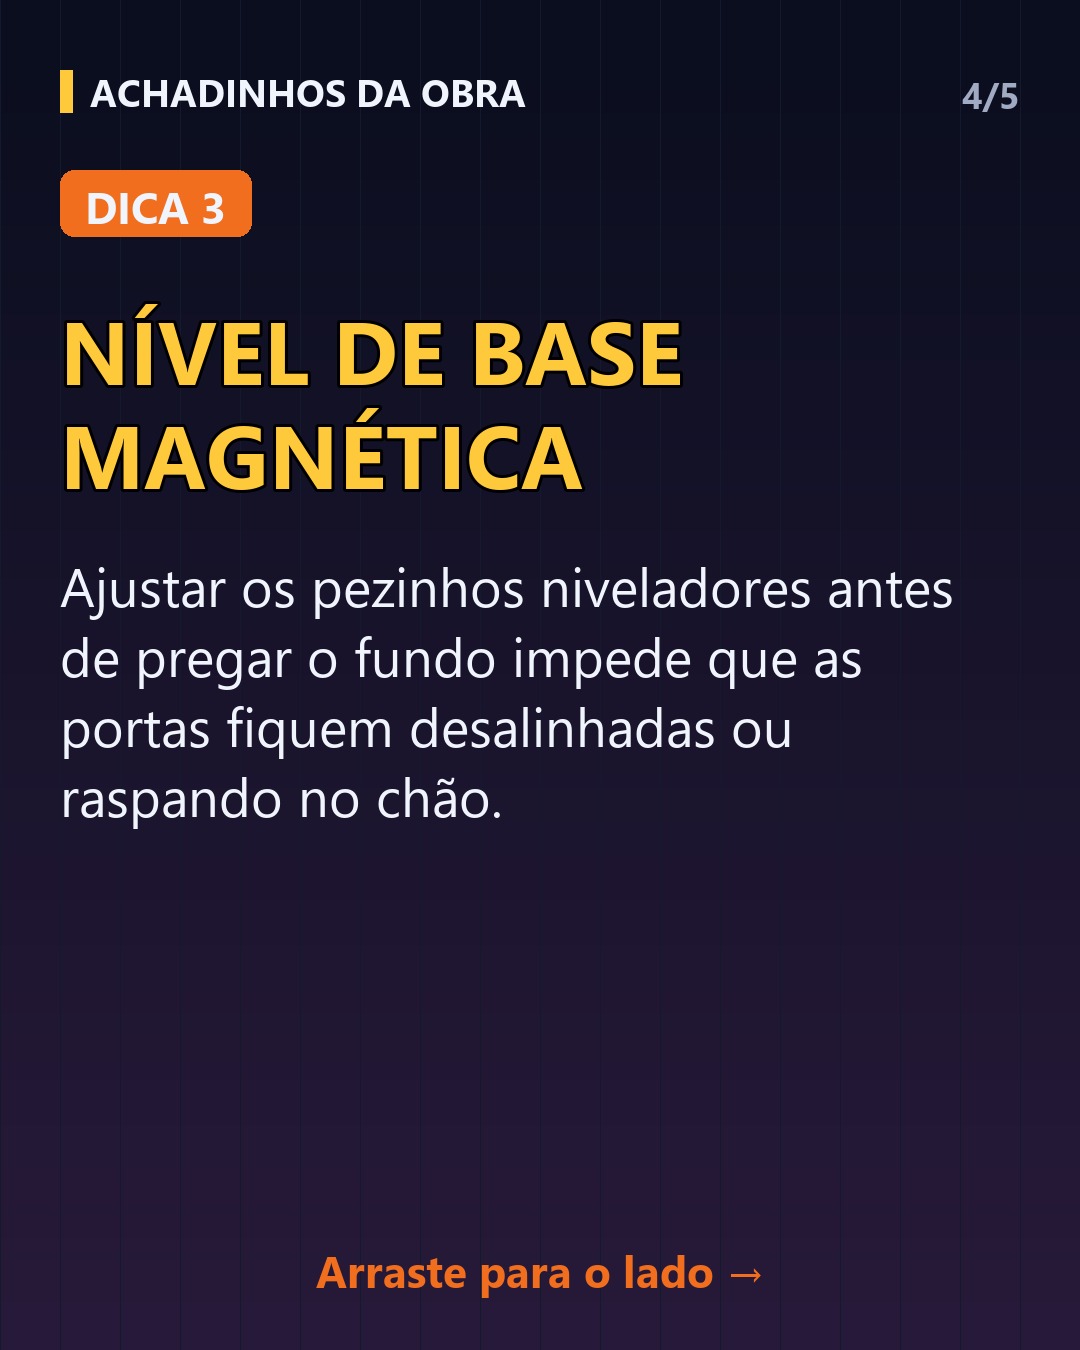 ACHADINHOS DA OBRA
4/5
DICA 3
NÍVEL DE BASE
MAGNÉTICA
Ajustar os pezinhos niveladores antes
de pregar o fundo impede que as
portas fiquem desalinhadas ou
raspando no chão.
Arraste para o lado →